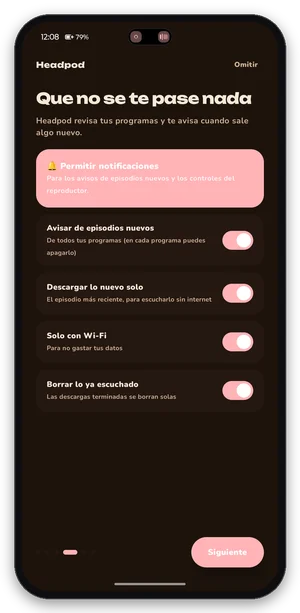 12:08
79%
Headpod
Omitir
Que no se te pase nada
Headpod revisa tus programas y te avisa cuando sale
algo nuevo.
🔔 Permitir notificaciones
Para los avisos de episodios nuevos y los controles del
reproductor.
Avisar de episodios nuevos
De todos tus programas (en cada programa puedes
apagarlo)
Descargar lo nuevo solo
El episodio más reciente, para escucharlo sin internet
Solo con Wi-Fi
Para no gastar tus datos
Borrar lo ya escuchado
Las descargas terminadas se borran solas
Siguiente